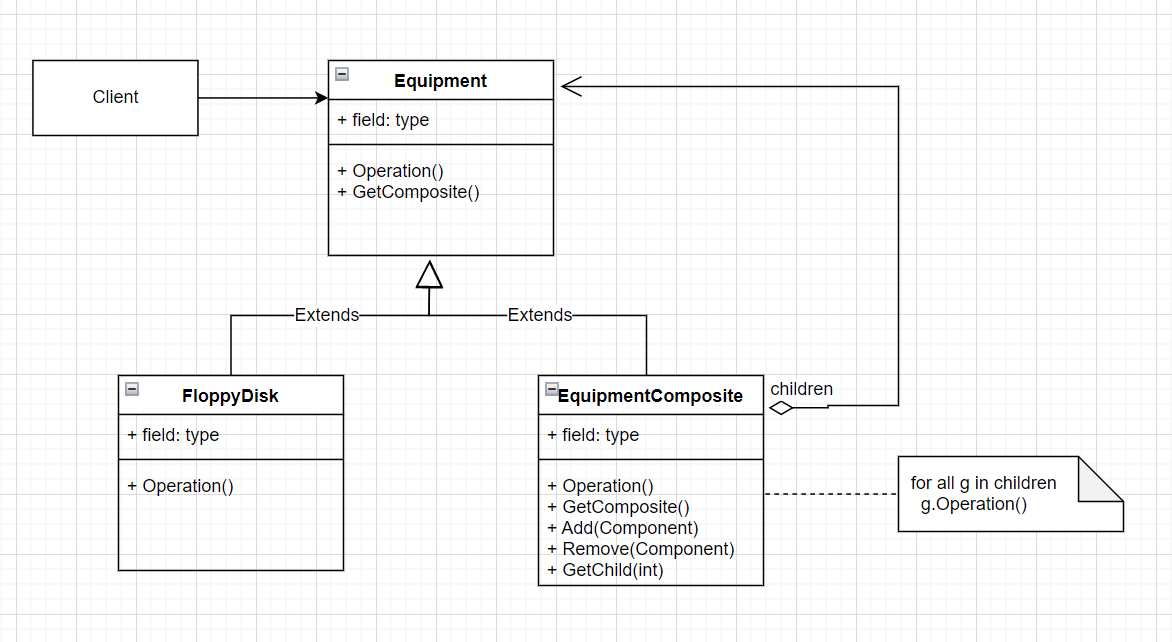 Client
Equipment
+ field: type
+ Operation()
+ GetComposite()
Extends
Extends
FloppyDisk
+ field: type
+ Operation()
EquipmentComposite
+ field: type
+ Operation()
+ GetComposite()
+ Add(Component)
+ Remove(Component)
+ GetChild(int)
children
for all g in children
g.Operation()